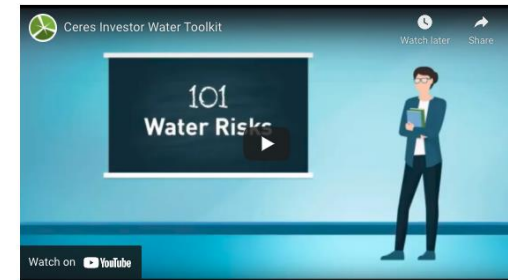 Ceres Investor Water Toolkit
Watch later
Share
101
Water Risks
Watch on YouTube